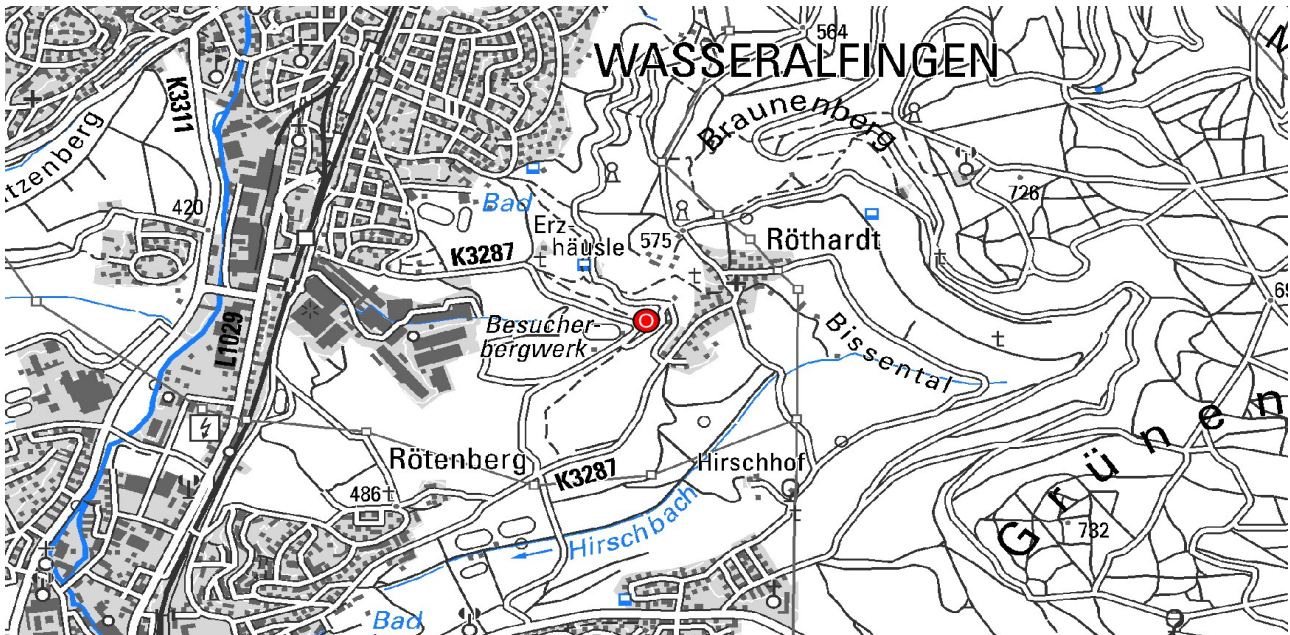 564
WASSERALFINGEN
K3311
tzenberg
Braunenberg
420
Bad
Erz-
häusle
575
Röthardt
726
K3287
Besucher-
bergwerk
L1029
Bissental
Rötenberg
K3287
Hirschhof
486
Hirschbach
Grünen
732
Bad